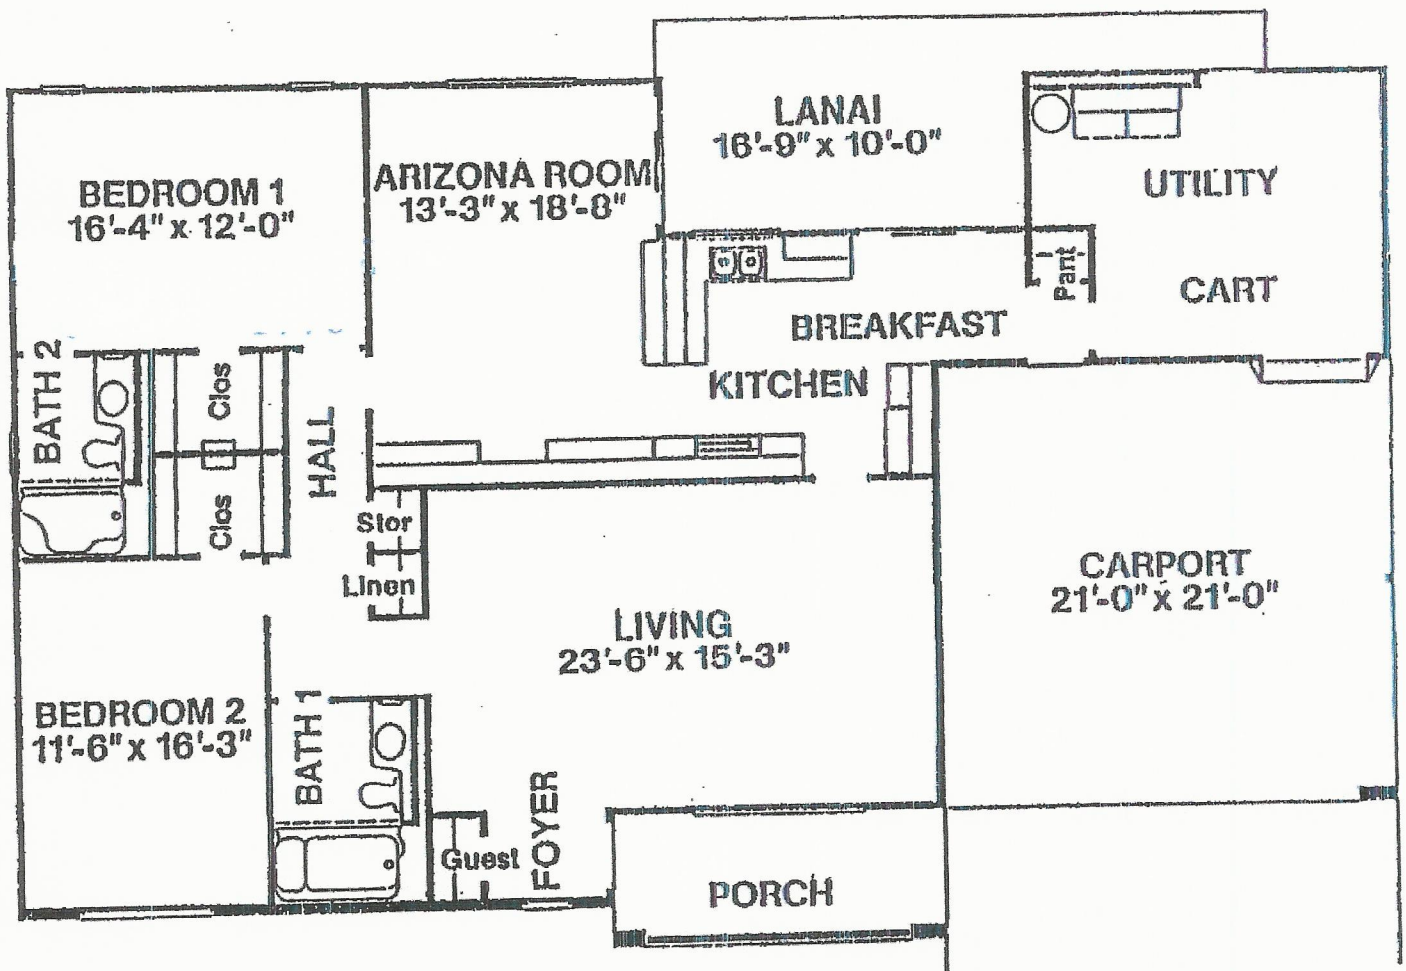 LANAI
16'-9" x 10'-0"
BEDROOM 1
16'-4" x 12'-0"
ARIZONA ROOM
13'-3" x 18'-8"
UTILITY
Pant
CART
BREAKFAST
KITCHEN
BATH 2
Clos
HALL
Clos
Stor
Linen
CARPORT
21'-0" x 21'-0"
LIVING
23'-6" x 15'-3"
BEDROOM 2
11'-6" x 16'-3"
BATH 1
FOYER
Guest
PORCH